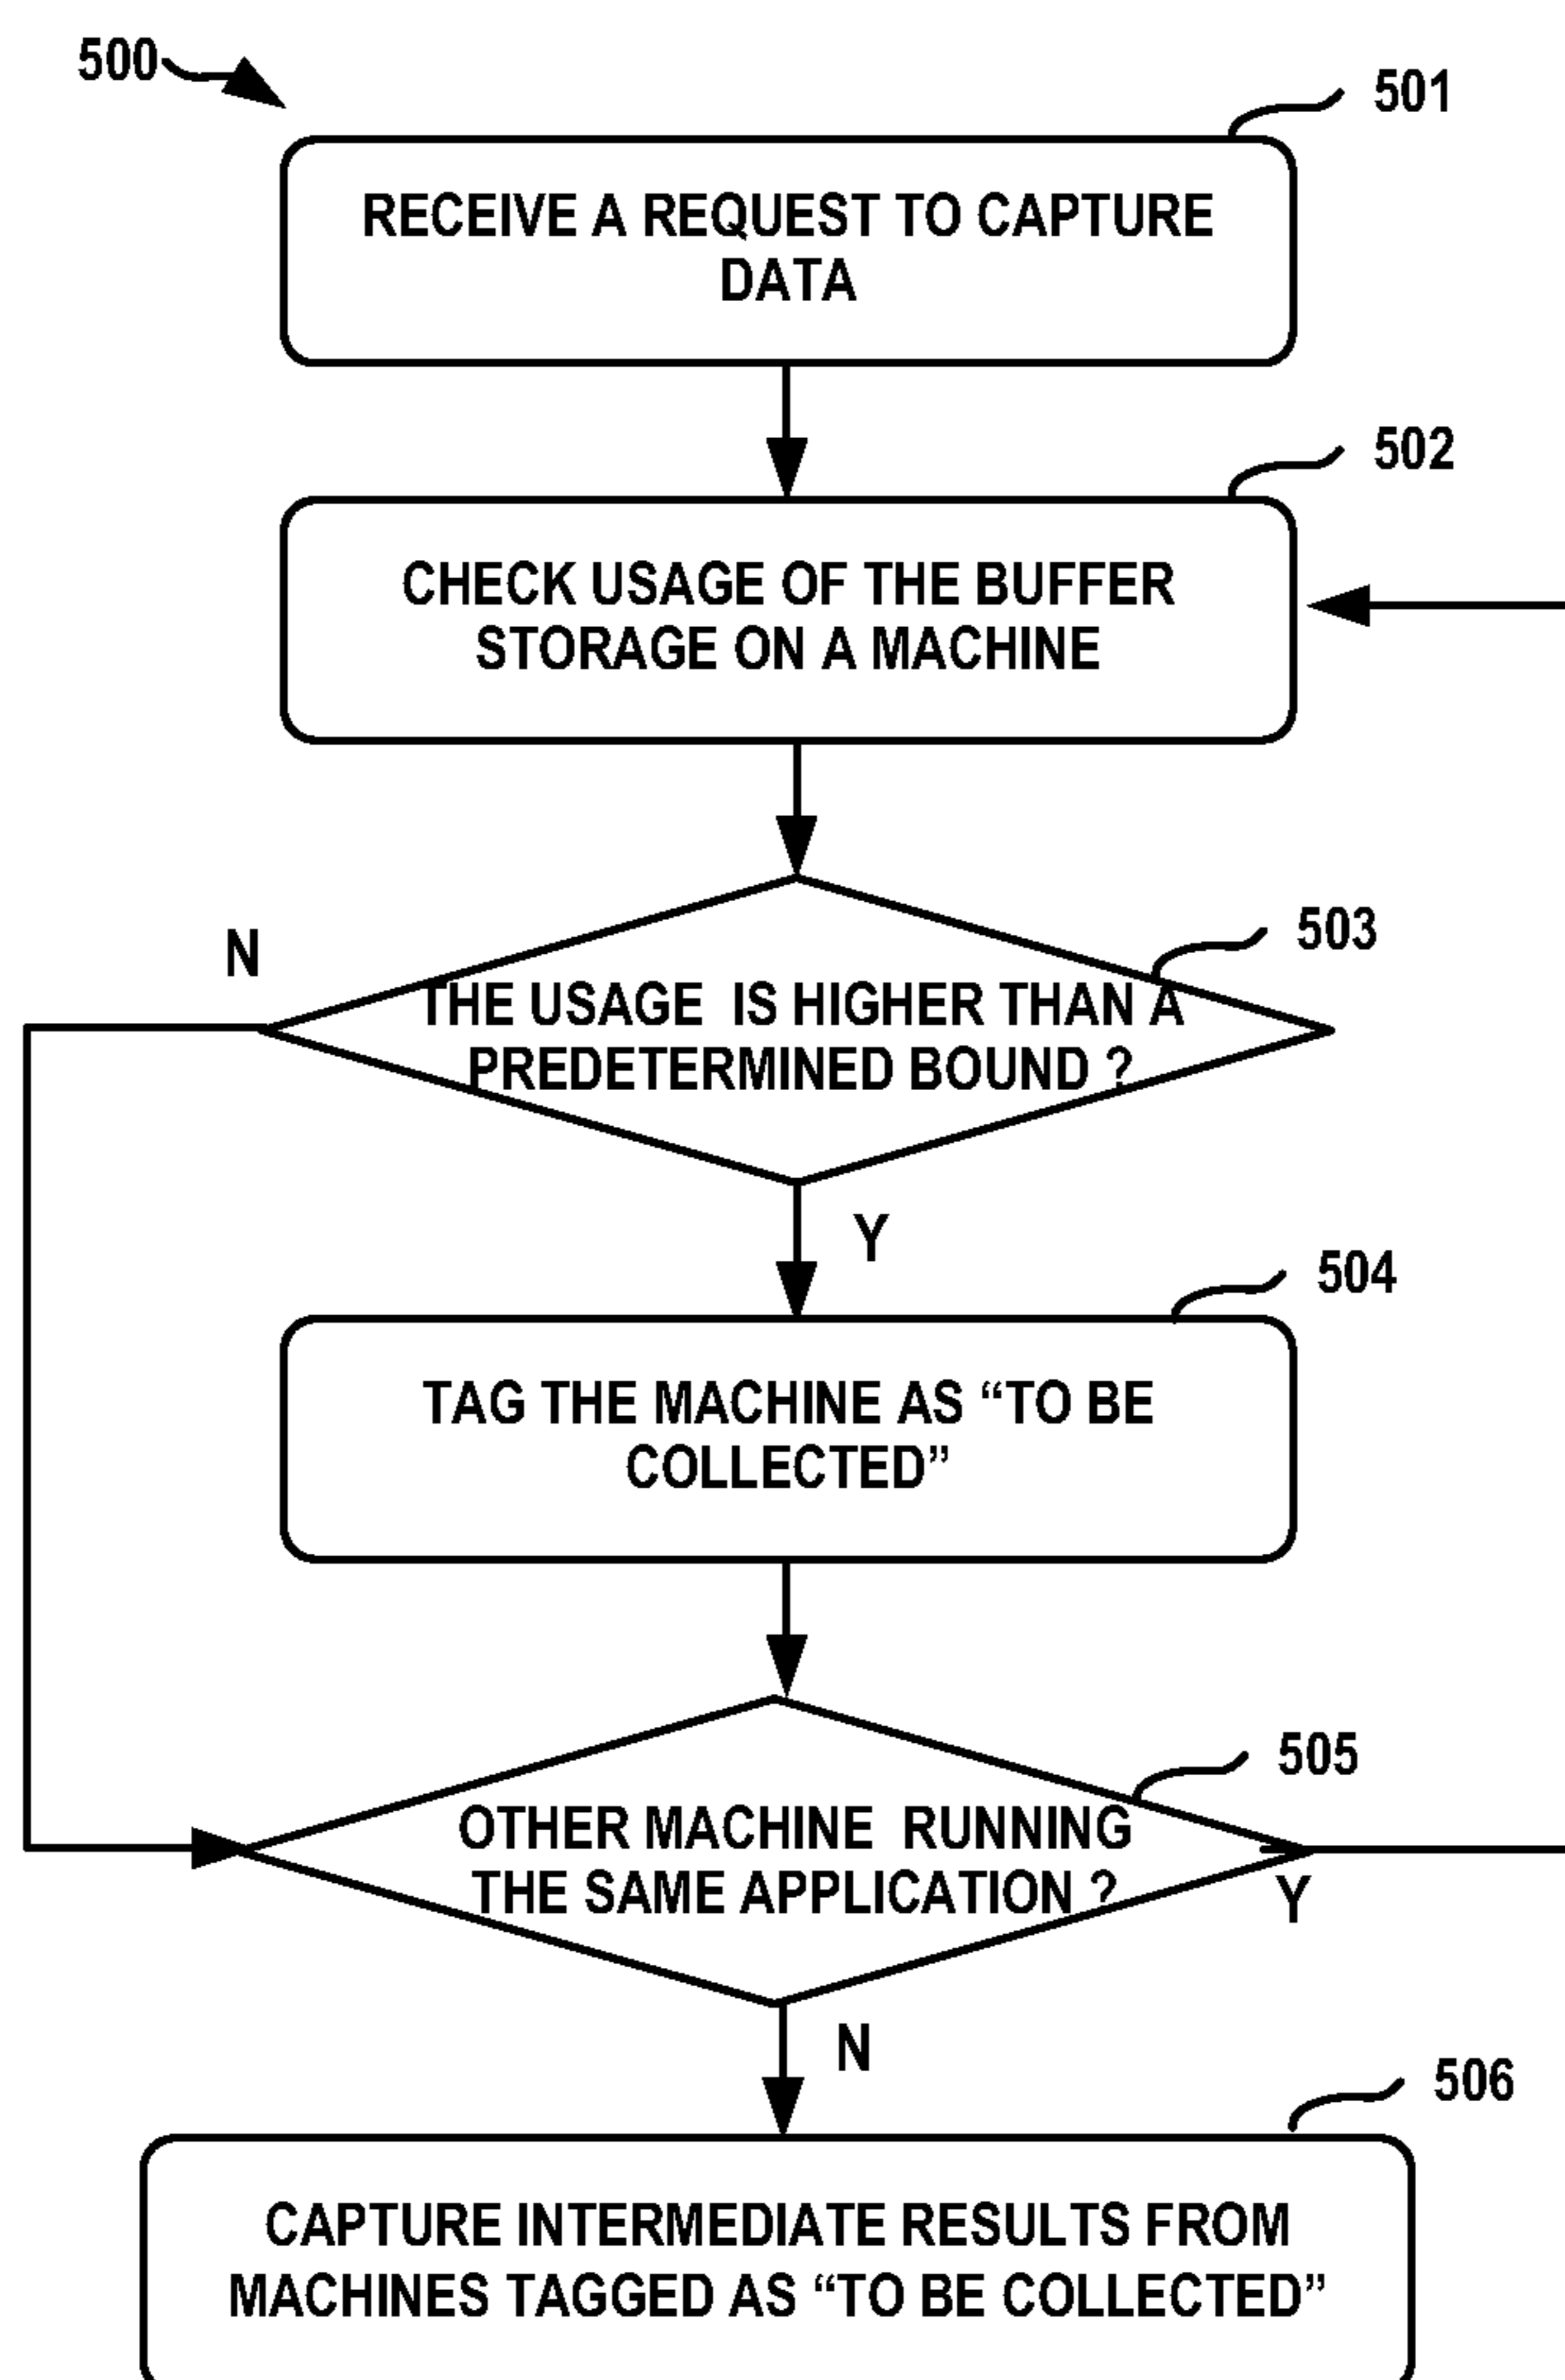 500
501
RECEIVE A REQUEST TO CAPTURE
DATA
502
CHECK USAGE OF THE BUFFER
STORAGE ON A MACHINE
N
503
THE USAGE IS HIGHER THAN A
PREDETERMINED BOUND ?
Y
504
TAG THE MACHINE AS “TO BE
COLLECTED”
505
OTHER MACHINE RUNNING
THE SAME APPLICATION ?
Y
N
506
CAPTURE INTERMEDIATE RESULTS FROM
MACHINES TAGGED AS “TO BE COLLECTED”